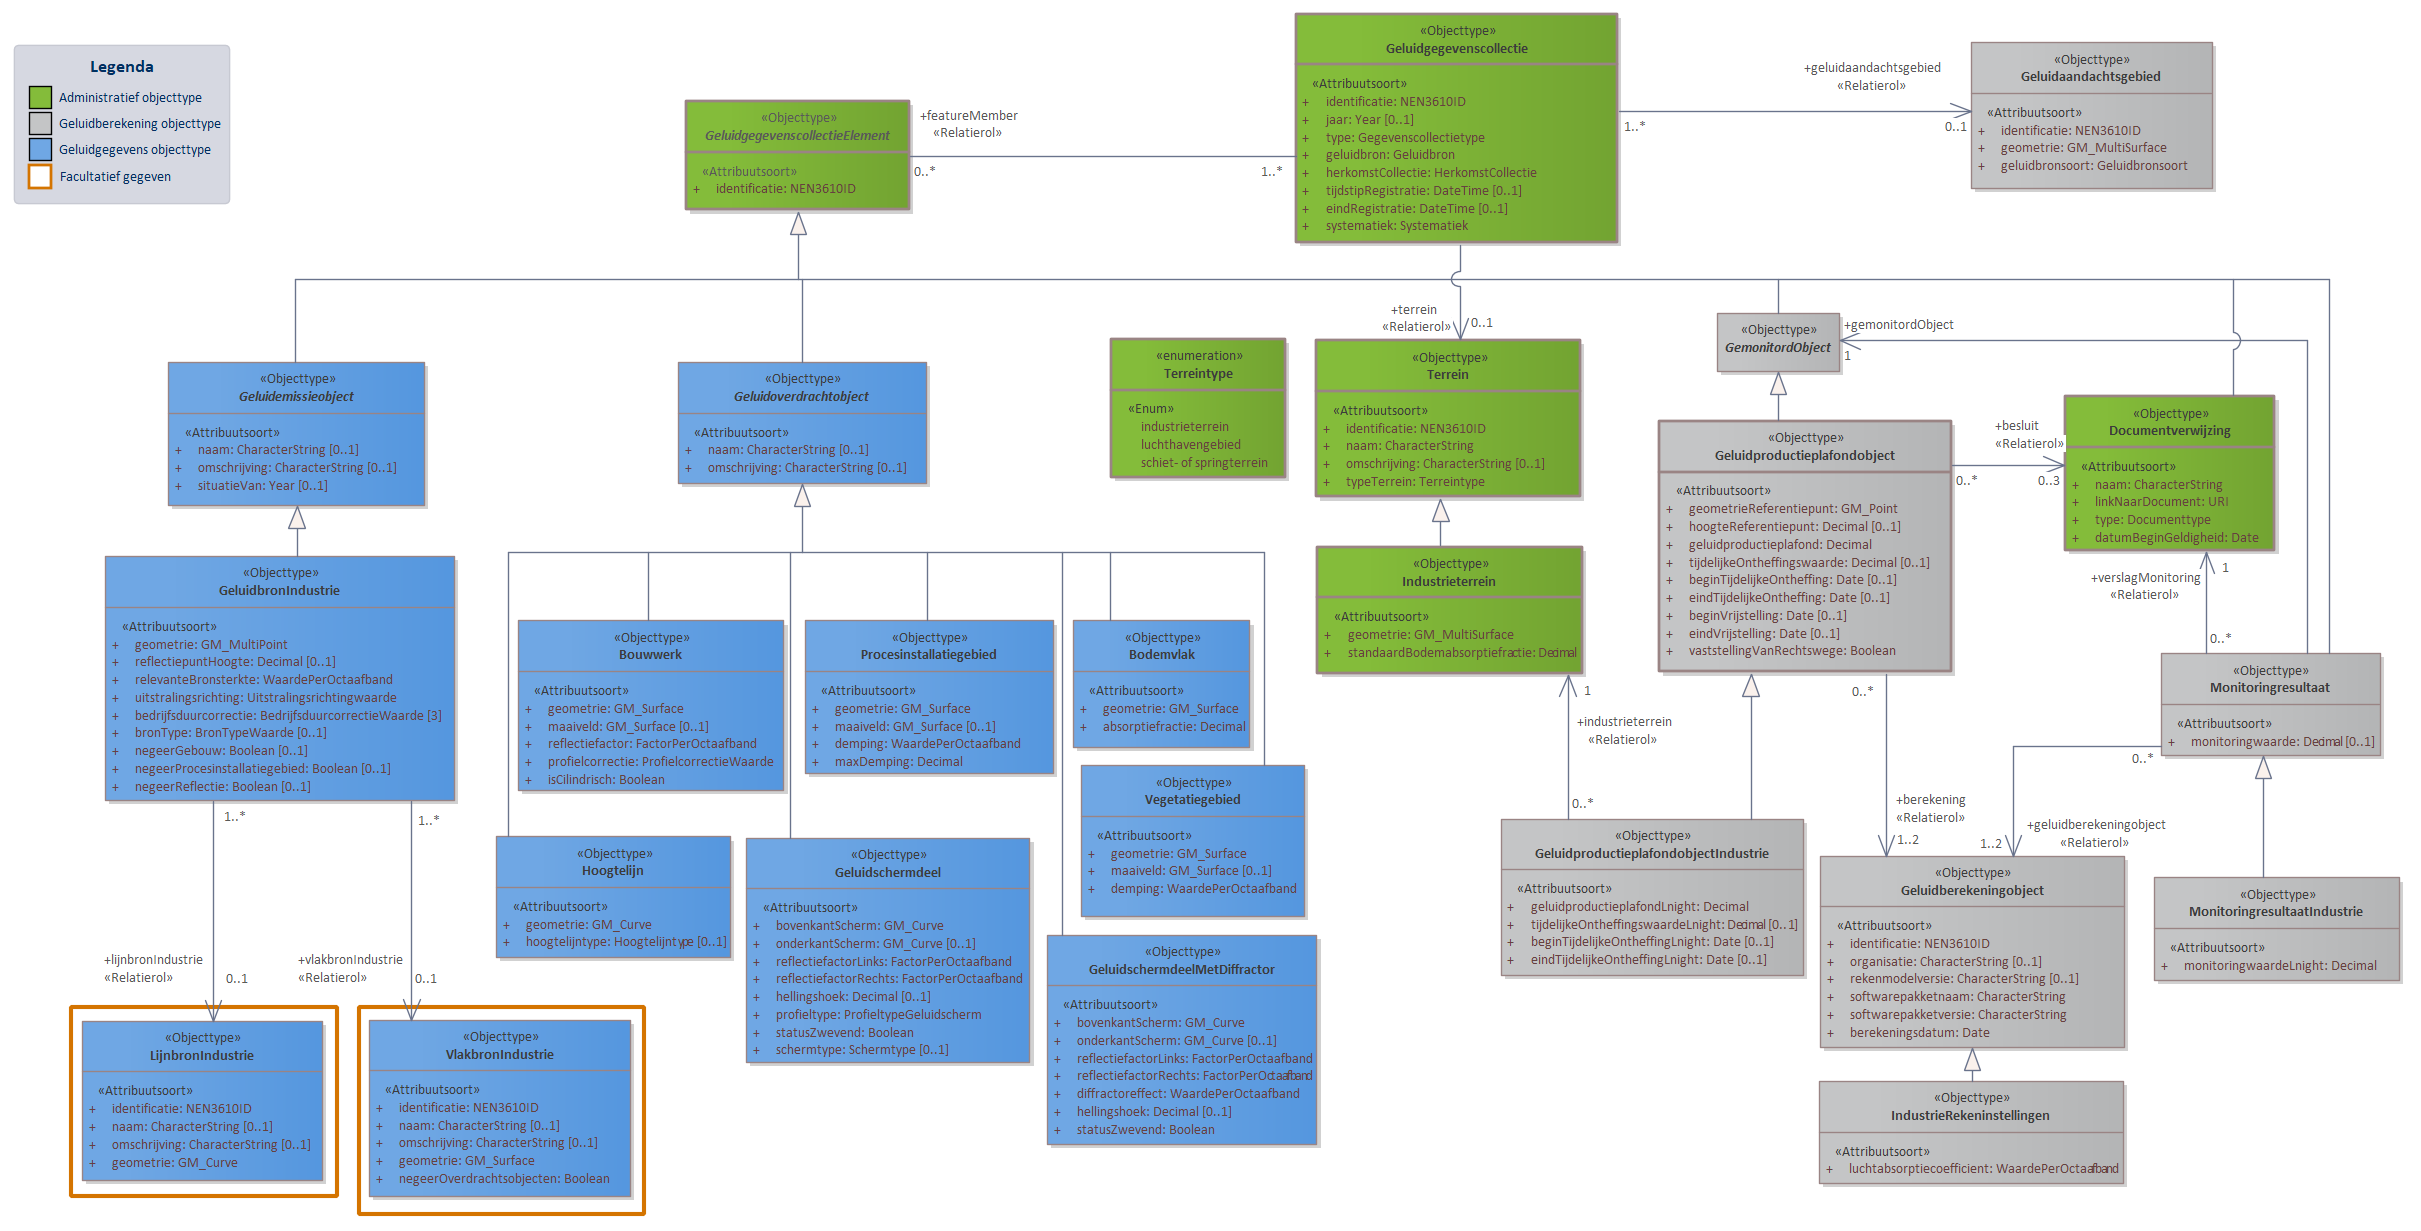 Legenda
Administratief objecttype
Geluidberekening objecttype
Geluidgegevens objecttype
Facultatief gegeven
«Objecttype»
GeluidgegevenscollectieElement
«Attribuutsoort»
+ identificatie: NEN3610ID
+featureMember
«Relatierol»
0..*
1..*
«Objecttype»
Geluidgegevenscollectie
«Attribuutsoort»
+ identificatie: NEN3610ID
+ jaar: Year [0..1]
+ type: Gegevenscollectietype
+ geluidbron: Geluidbron
+ herkomstCollectie: HerkomstCollectie
+ tijdstipRegistratie: DateTime [0..1]
+ eindRegistratie: DateTime [0..1]
+ systematiek: Systematiek
+geluidaandachtsgebied
«Relatierol»
1..*
0..1
«Objecttype»
Geluidaandachtsgebied
«Attribuutsoort»
+ identificatie: NEN3610ID
+ geometrie: GM_MultiSurface
+ geluidbronsoort: Geluidbronsoort
«Objecttype»
Geluidemissieobject
«Attribuutsoort»
+ naam: CharacterString [0..1]
+ omschrijving: CharacterString [0..1]
+ situatieVan: Year [0..1]
«Objecttype»
Geluidoverdrachtobject
«Attribuutsoort»
+ naam: CharacterString [0..1]
+ omschrijving: CharacterString [0..1]
«enumeration»
Terreintype
«Enum»
industrieterrein
luchthavengebied
schiet- of springterrein
+terrein
«Relatierol»
0..1
«Objecttype»
Terrein
«Attribuutsoort»
+ identificatie: NEN3610ID
+ naam: CharacterString
+ omschrijving: CharacterString [0..1]
+ typeTerrein: Terreintype
«Objecttype»
GemonitordObject
+gemonitordObject
1
«Objecttype»
Geluidproductieplafondobject
«Attribuutsoort»
+ geometrieReferentiepunt: GM_Point
+ hoogteReferentiepunt: Decimal [0..1]
+ geluidproductieplafond: Decimal
+ tijdelijkeOntheffingswaarde: Decimal [0..1]
+ beginTijdelijkeOntheffing: Date [0..1]
+ eindTijdelijkeOntheffing: Date [0..1]
+ beginVrijstelling: Date [0..1]
+ eindVrijstelling: Date [0..1]
+ vaststellingVanRechtswege: Boolean
+besluit
«Relatierol»
0..*
0..3
«Objecttype»
Documentverwijzing
«Attribuutsoort»
+ naam: CharacterString
+ linkNaarDocument: URI
+ type: Documenttype
+ datumBeginGeldigheid: Date
+verslagMonitoring
«Relatierol»
1
0..*
«Objecttype»
GeluidbronIndustrie
«Attribuutsoort»
+ geometrie: GM_MultiPoint
+ reflectiepuntHoogte: Decimal [0..1]
+ relevanteBronsterkte: WaardePerOctaafband
+ uitstralingsrichting: Uitstralingsrichtingwaarde
+ bedrijfsduurcorrectie: BedrijfsduurcorrectieWaarde [3]
+ bronType: BronTypeWaarde [0..1]
+ negeerGebouw: Boolean [0..1]
+ negeerProcesinstallatiegebied: Boolean [0..1]
+ negeerReflectie: Boolean [0..1]
«Objecttype»
Bouwwerk
«Attribuutsoort»
+ geometrie: GM_Surface
+ maaiveld: GM_Surface [0..1]
+ reflectiefactor: FactorPerOctaafband
+ profielcorrectie: ProfielcorrectieWaarde
+ isCilindrisch: Boolean
«Objecttype»
Procesinstallatiegebied
«Attribuutsoort»
+ geometrie: GM_Surface
+ maaiveld: GM_Surface [0..1]
+ demping: WaardePerOctaafband
+ maxDemping: Decimal
«Objecttype»
Bodemvlak
«Attribuutsoort»
+ geometrie: GM_Surface
+ absorptiefractie: Decimal
«Objecttype»
Industrieterrein
«Attribuutsoort»
+ geometrie: GM_MultiSurface
+ standaardBodemabsorptiefractie: Decimal
1
+industrieterrein
«Relatierol»
0..*
«Objecttype»
Monitoringresultaat
«Attribuutsoort»
+ monitoringwaarde: Decimal [0..1]
«Objecttype»
Vegetatiegebied
«Attribuutsoort»
+ geometrie: GM_Surface
+ maaiveld: GM_Surface [0..1]
+ demping: WaardePerOctaafband
«Objecttype»
Hoogtelijn
«Attribuutsoort»
+ geometrie: GM_Curve
+ hoogtelijntype: Hoogtelijntype [0..1]
«Objecttype»
Geluidschermdeel
«Attribuutsoort»
+ bovenkantScherm: GM_Curve
+ onderkantScherm: GM_Curve [0..1]
+ reflectiefactorLinks: FactorPerOctaafband
+ reflectiefactorRechts: FactorPerOctaafband
+ hellingshoek: Decimal [0..1]
+ profieltype: ProfieltypeGeluidscherm
+ statusZwevend: Boolean
+ schermtype: Schermtype [0..1]
«Objecttype»
GeluidschermdeelMetDiffractor
«Attribuutsoort»
+ bovenkantScherm: GM_Curve
+ onderkantScherm: GM_Curve [0..1]
+ reflectiefactorLinks: FactorPerOctaafband
+ reflectiefactorRechts: FactorPerOctaafband
+ diffractoreffect: WaardePerOctaafband
+ hellingshoek: Decimal [0..1]
+ statusZwevend: Boolean
«Objecttype»
GeluidproductieplafondobjectIndustrie
«Attribuutsoort»
+ geluidproductieplafondLnight: Decimal
+ tijdelijkeOntheffingswaardeLnight: Decimal [0..1]
+ beginTijdelijkeOntheffingLnight: Date [0..1]
+ eindTijdelijkeOntheffingLnight: Date [0..1]
0..*
+berekening
«Relatierol»
1..2
0..*
+geluidberekeningobject
«Relatierol»
1..2
«Objecttype»
Geluidberekeningobject
«Attribuutsoort»
+ identificatie: NEN3610ID
+ organisatie: CharacterString [0..1]
+ rekenmodelversie: CharacterString [0..1]
+ softwarepakketnaam: CharacterString
+ softwarepakketversie: CharacterString
+ berekeningsdatum: Date
«Objecttype»
MonitoringresultaatIndustrie
«Attribuutsoort»
+ monitoringwaardeLnight: Decimal
1..*
+lijnbronIndustrie
«Relatierol»
0..1
1..*
+vlakbronIndustrie
«Relatierol»
0..1
«Objecttype»
LijnbronIndustrie
«Attribuutsoort»
+ identificatie: NEN3610ID
+ naam: CharacterString [0..1]
+ omschrijving: CharacterString [0..1]
+ geometrie: GM_Curve
«Objecttype»
VlakbronIndustrie
«Attribuutsoort»
+ identificatie: NEN3610ID
+ naam: CharacterString [0..1]
+ omschrijving: CharacterString [0..1]
+ geometrie: GM_Surface
+ negeerOverdrachtsobjecten: Boolean
«Objecttype»
IndustrieRekeninstellingen
«Attribuutsoort»
+ luchtabsorptiecoefficient: WaardePerOctaafband